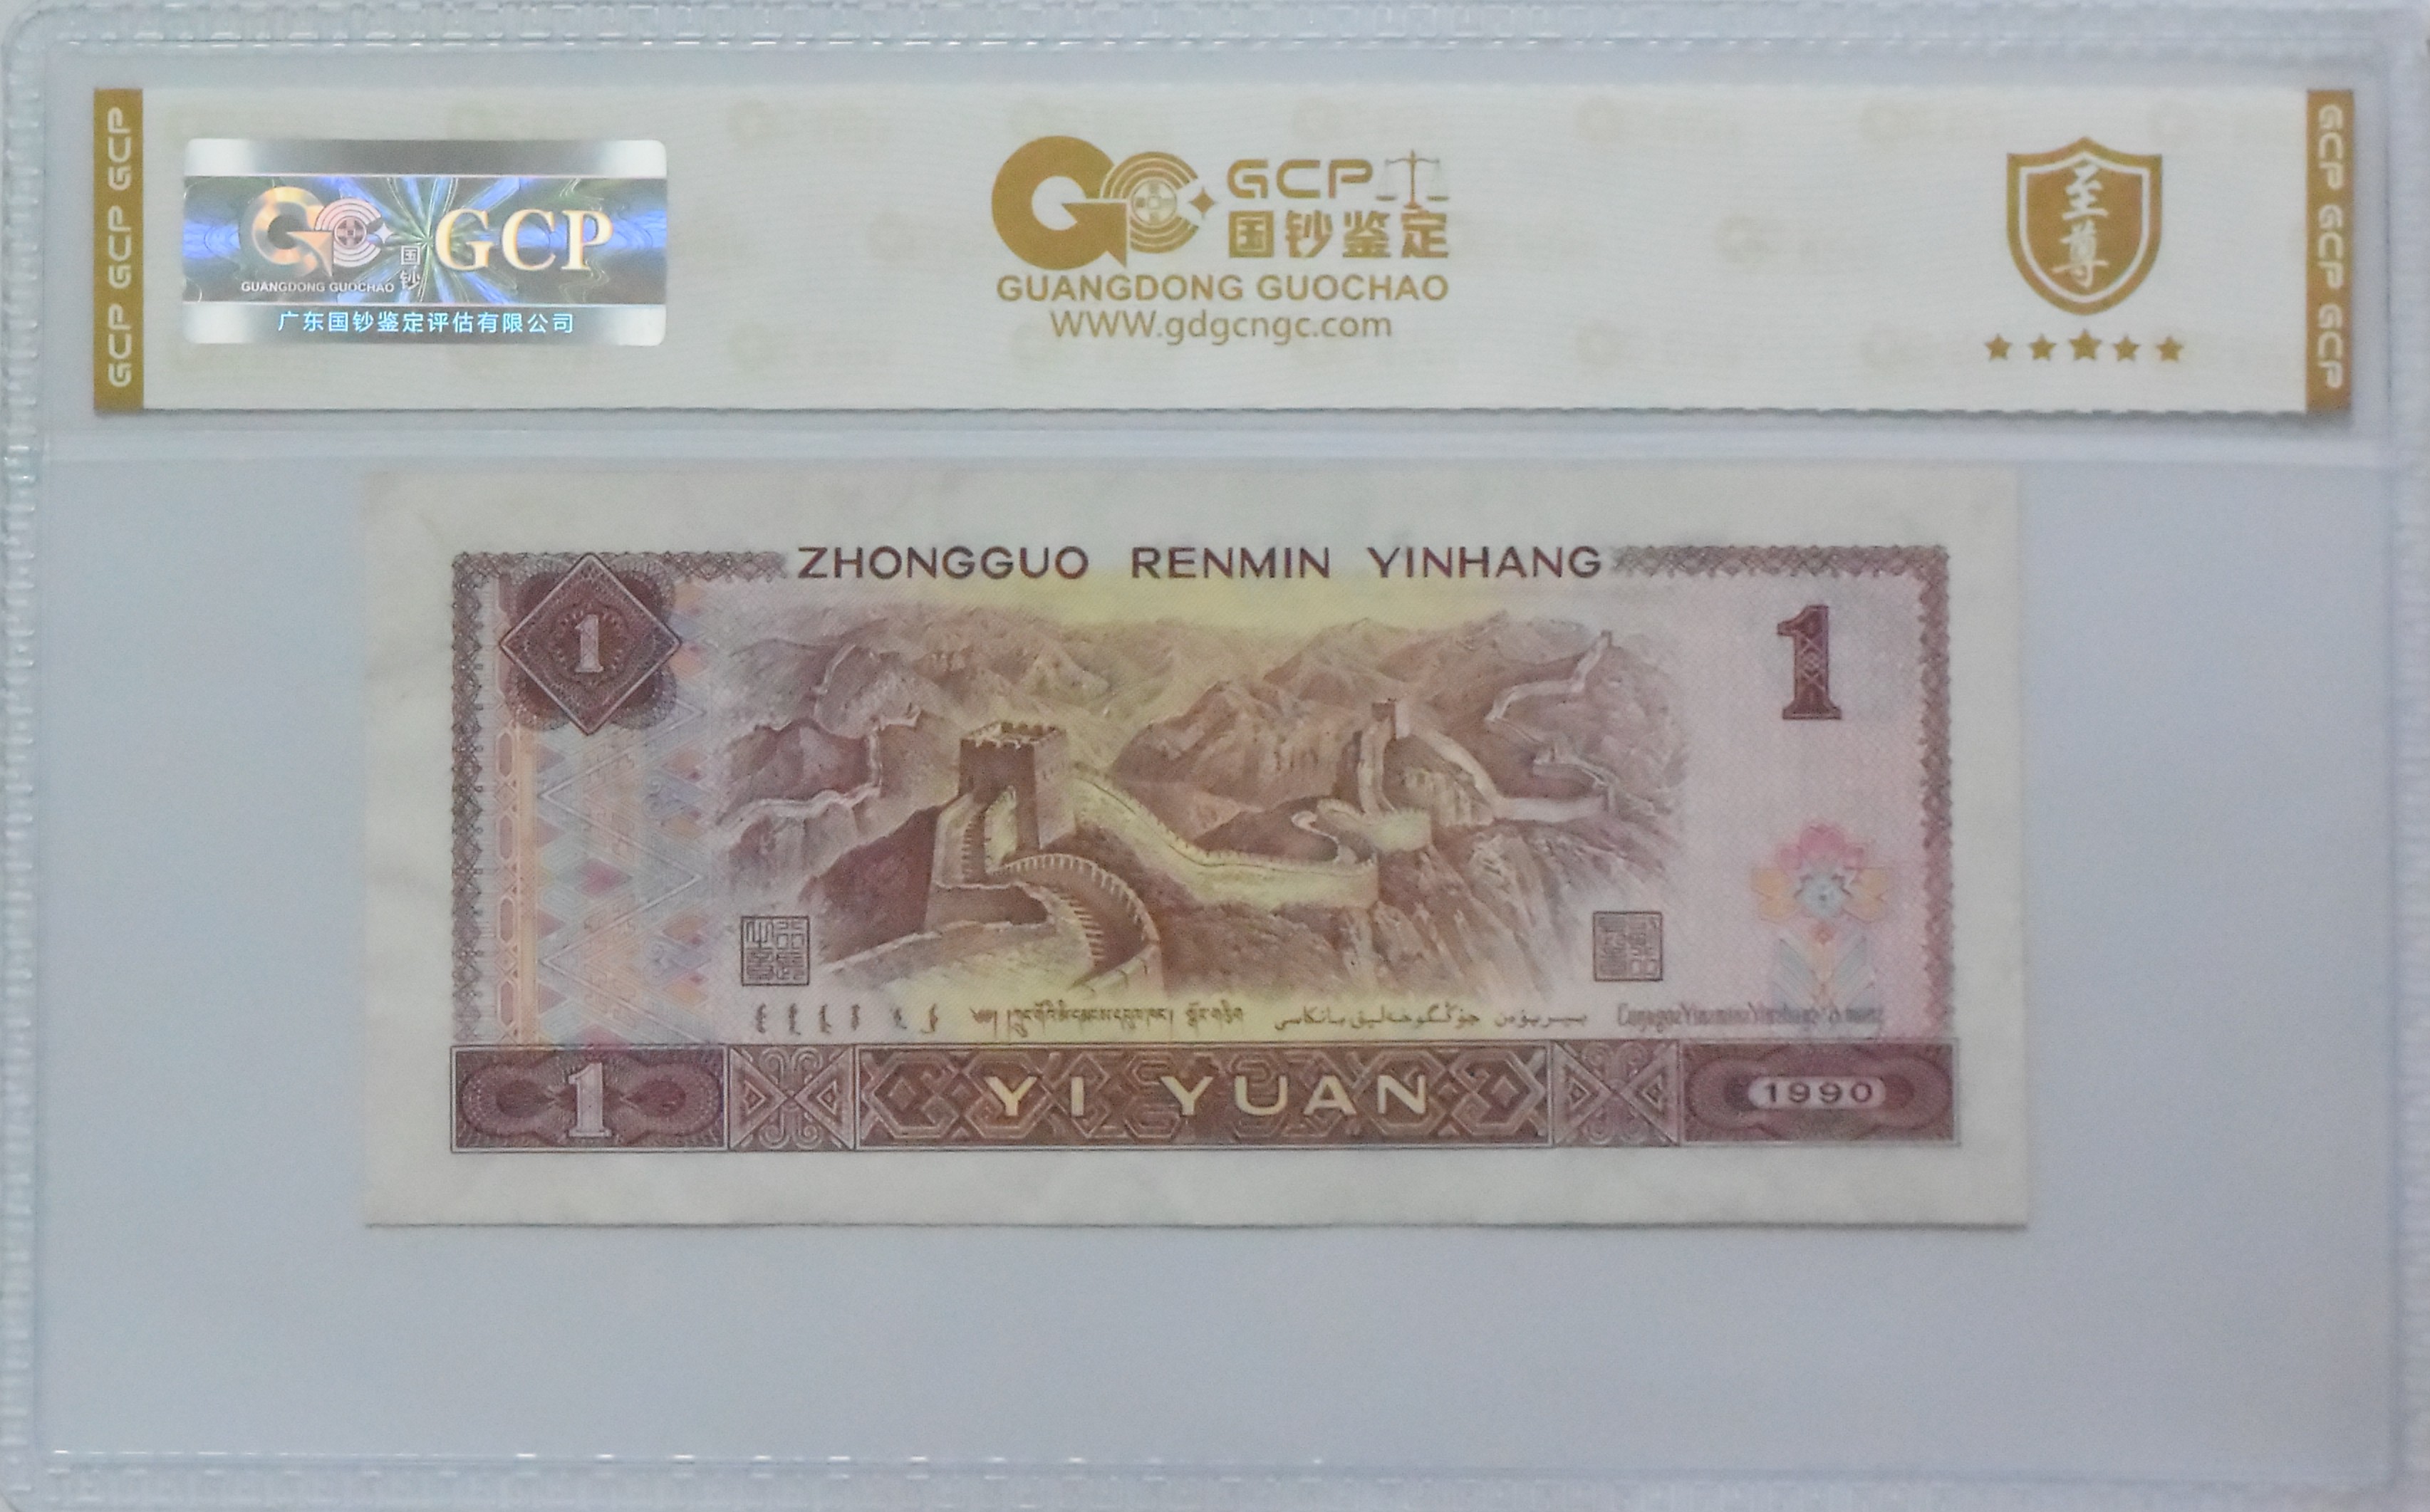 GCP GCP GCP
GCP
国钞
GUANGDONG GUOCHAO
广东国钞鉴定评估有限公司
GCP
国钞鉴定
GUANGDONG GUOCHAO
WWW.gdgcngc.com
至尊
GCP GCP GCP
ZHONGGUO RENMIN YINHANG
1
1
1
YI YUAN
1990